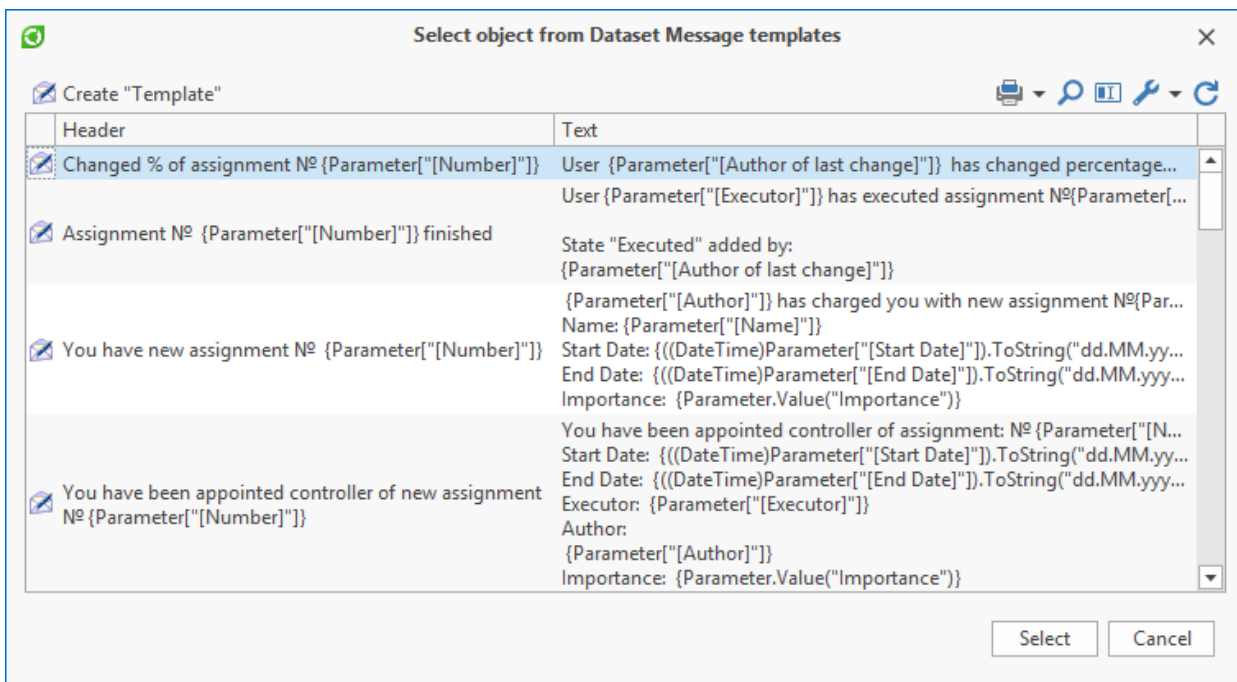 Select object from Dataset Message templates
Create "Template"
Header Text
Changed % of assignment № {Parameter["[Number]"]} User {Parameter["[Author of last change]"]} has changed percentage...
Assignment № {Parameter["[Number]"]} finished
User {Parameter["[Executor]"]} has executed assignment №{Parameter[...
State "Executed" added by:
{Parameter["[Author of last change]"]}
You have new assignment № {Parameter["[Number]"]}
{Parameter["[Author]"]} has charged you with new assignment №{Par...
Name: {Parameter["[Name]"]}
Start Date: {((DateTime)Parameter["[Start Date]"]).ToString("dd.MM.yy...
End Date: {((DateTime)Parameter["[End Date]"]).ToString("dd.MM.yyy...
Importance: {Parameter.Value("Importance")}
You have been appointed controller of new assignment
№ {Parameter["[Number]"]}
You have been appointed controller of assignment: № {Parameter["[N...
Start Date: {((DateTime)Parameter["[Start Date]"]).ToString("dd.MM.yy...
End Date: {((DateTime)Parameter["[End Date]"]).ToString("dd.MM.yyy...
Executor: {Parameter["[Executor]"]}
Author:
{Parameter["[Author]"]}
Importance: {Parameter.Value("Importance")}
Select Cancel